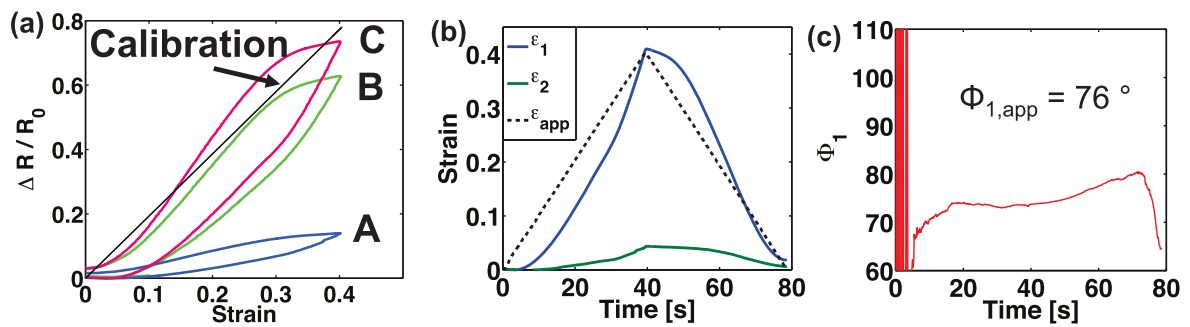 (a)
0.8
0.6
0.4
0.2
0
Δ R / R0
Calibration
C
B
A
0 0.1 0.2 0.3 0.4
Strain
(b)
ε1
ε2
εapp
0.4
0.3
0.2
0.1
0
Strain
0 20 40 60 80
Time [s]
(c)
110
100
90
80
70
60
Φ1
Φ1,app = 76 °
0 20 40 60 80
Time [s]